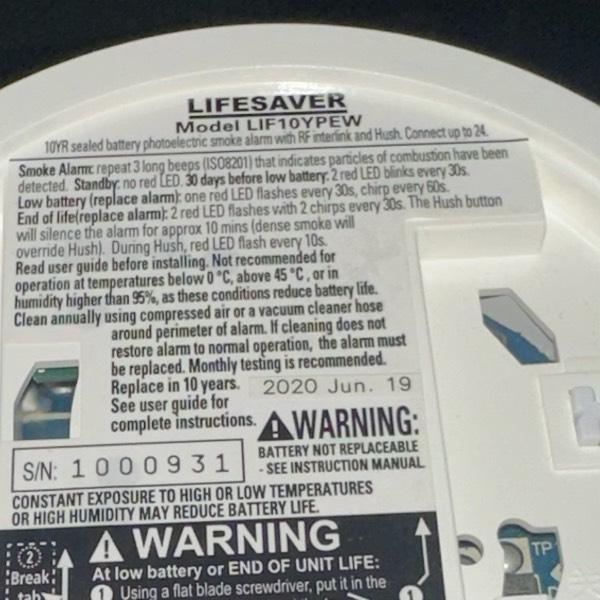 LIFESAVER
Model LIF10YPEW
10YR sealed battery photoelectric smoke alarm with RF interlink and Hush. Connect up to 24.
Smoke Alarm: repeat 3 long beeps (ISO8201) that indicates particles of combustion have been
detected. Standby: no red LED. 30 days before low battery: 2 red LED blinks every 30s.
Low battery (replace alarm): one red LED flashes every 30s, chirp every 60s.
End of life(replace alarm): 2 red LED flashes with 2 chirps every 30s. The Hush button
will silence the alarm for approx 10 mins (dense smoke will
override Hush). During Hush, red LED flash every 10s.
Read user guide before installing. Not recommended for
operation at temperatures below 0 °C, above 45 °C, or in
humidity higher than 95%, as these conditions reduce battery life.
Clean annually using compressed air or a vacuum cleaner hose
around perimeter of alarm. If cleaning does not
restore alarm to normal operation, the alarm must
be replaced. Monthly testing is recommended.
Replace in 10 years. 2020 Jun. 19
See user guide for
complete instructions. WARNING:
BATTERY NOT REPLACEABLE
- SEE INSTRUCTION MANUAL
S/N: 1000931
CONSTANT EXPOSURE TO HIGH OR LOW TEMPERATURES
OR HIGH HUMIDITY MAY REDUCE BATTERY LIFE.
WARNING
At low battery or END OF UNIT LIFE:
1 Using a flat blade screwdriver, put it in the
2
Break
tab
1
TP